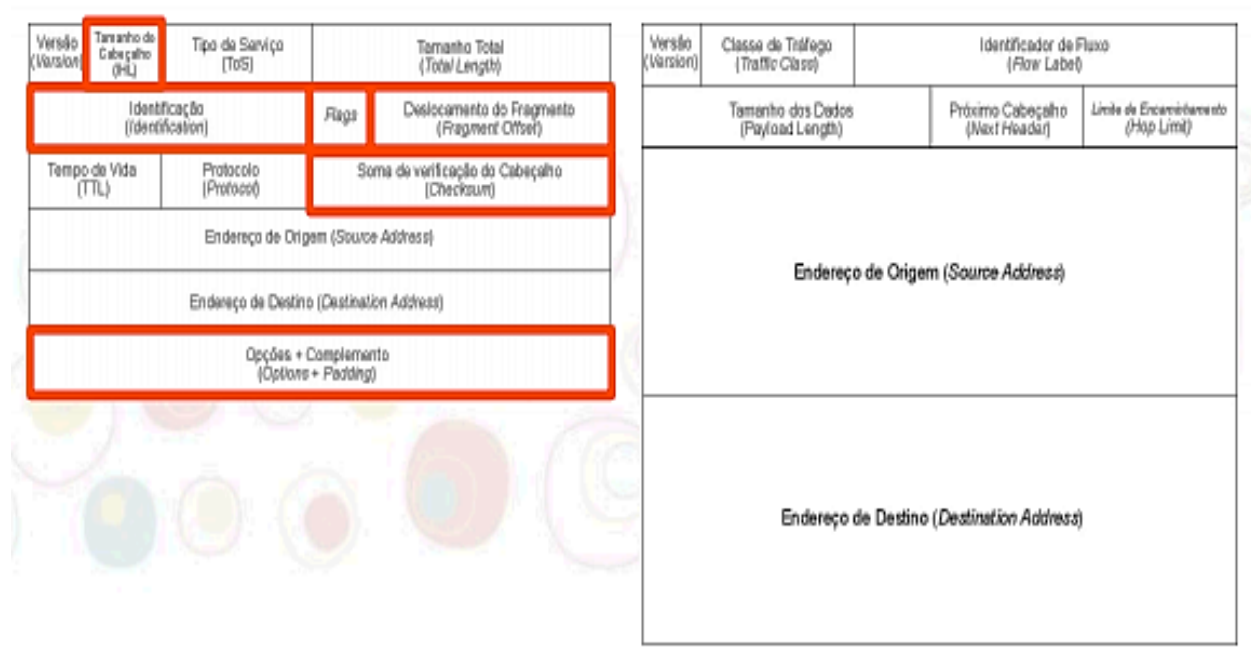 Versão
(Version)
Tamanho do
Cabeçalho
(IHL)
Tipo de Serviço
(ToS)
Tamanho Total
(Total Length)
Identificação
(Identification)
Flags
Deslocamento do Fragmento
(Fragment Offset)
Tempo de Vida
(TTL)
Protocolo
(Protocol)
Soma de verificação do Cabeçalho
(Checksum)
Endereço de Origem (Source Address)
Endereço de Destino (Destination Address)
Opções + Complemento
(Options + Padding)
Versão
(Version)
Classe de Tráfego
(Traffic Class)
Identificador de Fluxo
(Flow Label)
Tamanho dos Dados
(Payload Length)
Próximo Cabeçalho
(Next Header)
Limite de Encaminhamento
(Hop Limit)
Endereço de Origem (Source Address)
Endereço de Destino (Destination Address)